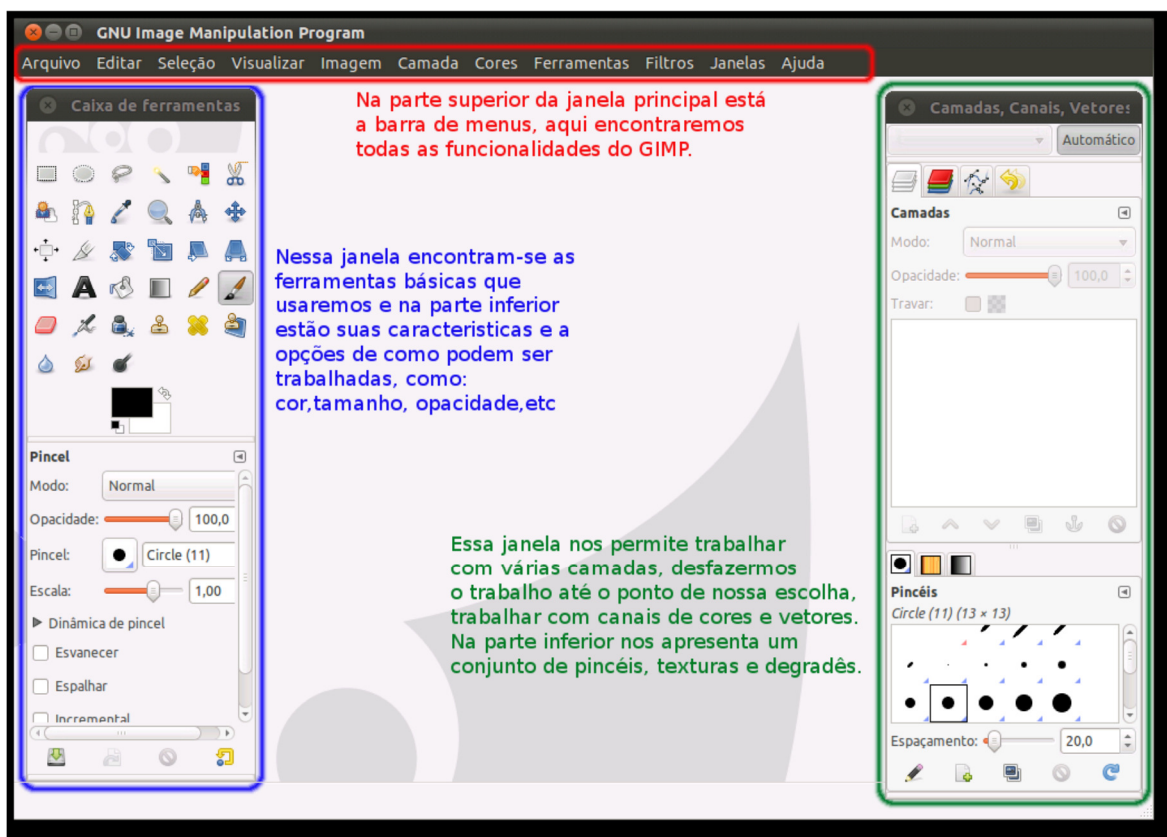 GNU Image Manipulation Program
Arquivo Editar Seleção Visualizar Imagem Camada Cores Ferramentas Filtros Janelas Ajuda
Na parte superior da janela principal está
a barra de menus, aqui encontraremos
todas as funcionalidades do GIMP.
Caixa de ferramentas
Nessa janela encontram-se as
ferramentas básicas que
usaremos e na parte inferior
estão suas caracteristicas e a
opções de como podem ser
trabalhadas, como:
cor,tamanho, opacidade,etc
Pincel
Modo: Normal
Opacidade: 100,0
Pincel: Circle (11)
Escala: 1,00
Dinâmica de pincel
Esvanecer
Espalhar
Incremental
Essa janela nos permite trabalhar
com várias camadas, desfazermos
o trabalho até o ponto de nossa escolha,
trabalhar com canais de cores e vetores.
Na parte inferior nos apresenta um
conjunto de pincéis, texturas e degradês.
Camadas, Canais, Vetores
Automático
Camadas
Modo: Normal
Opacidade: 100,0
Travar:
Pincéis
Circle (11) (13 × 13)
Espaçamento: 20,0